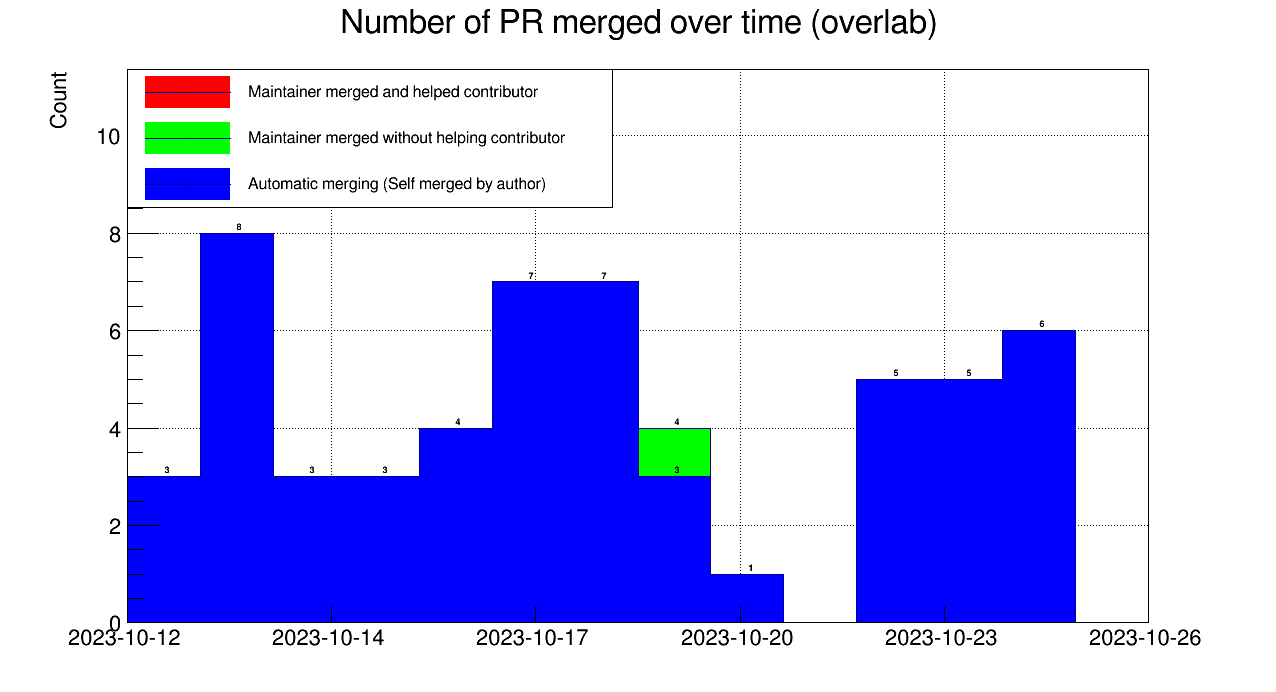 Number of PR merged over time (overlab)
Count
Maintainer merged and helped contributor
Maintainer merged without helping contributor
Automatic merging (Self merged by author)
10
8
6
4
2
0
8
7 7
6
5 5
4 4
3 3 3 3
1
2023-10-12 2023-10-14 2023-10-17 2023-10-20 2023-10-23 2023-10-26